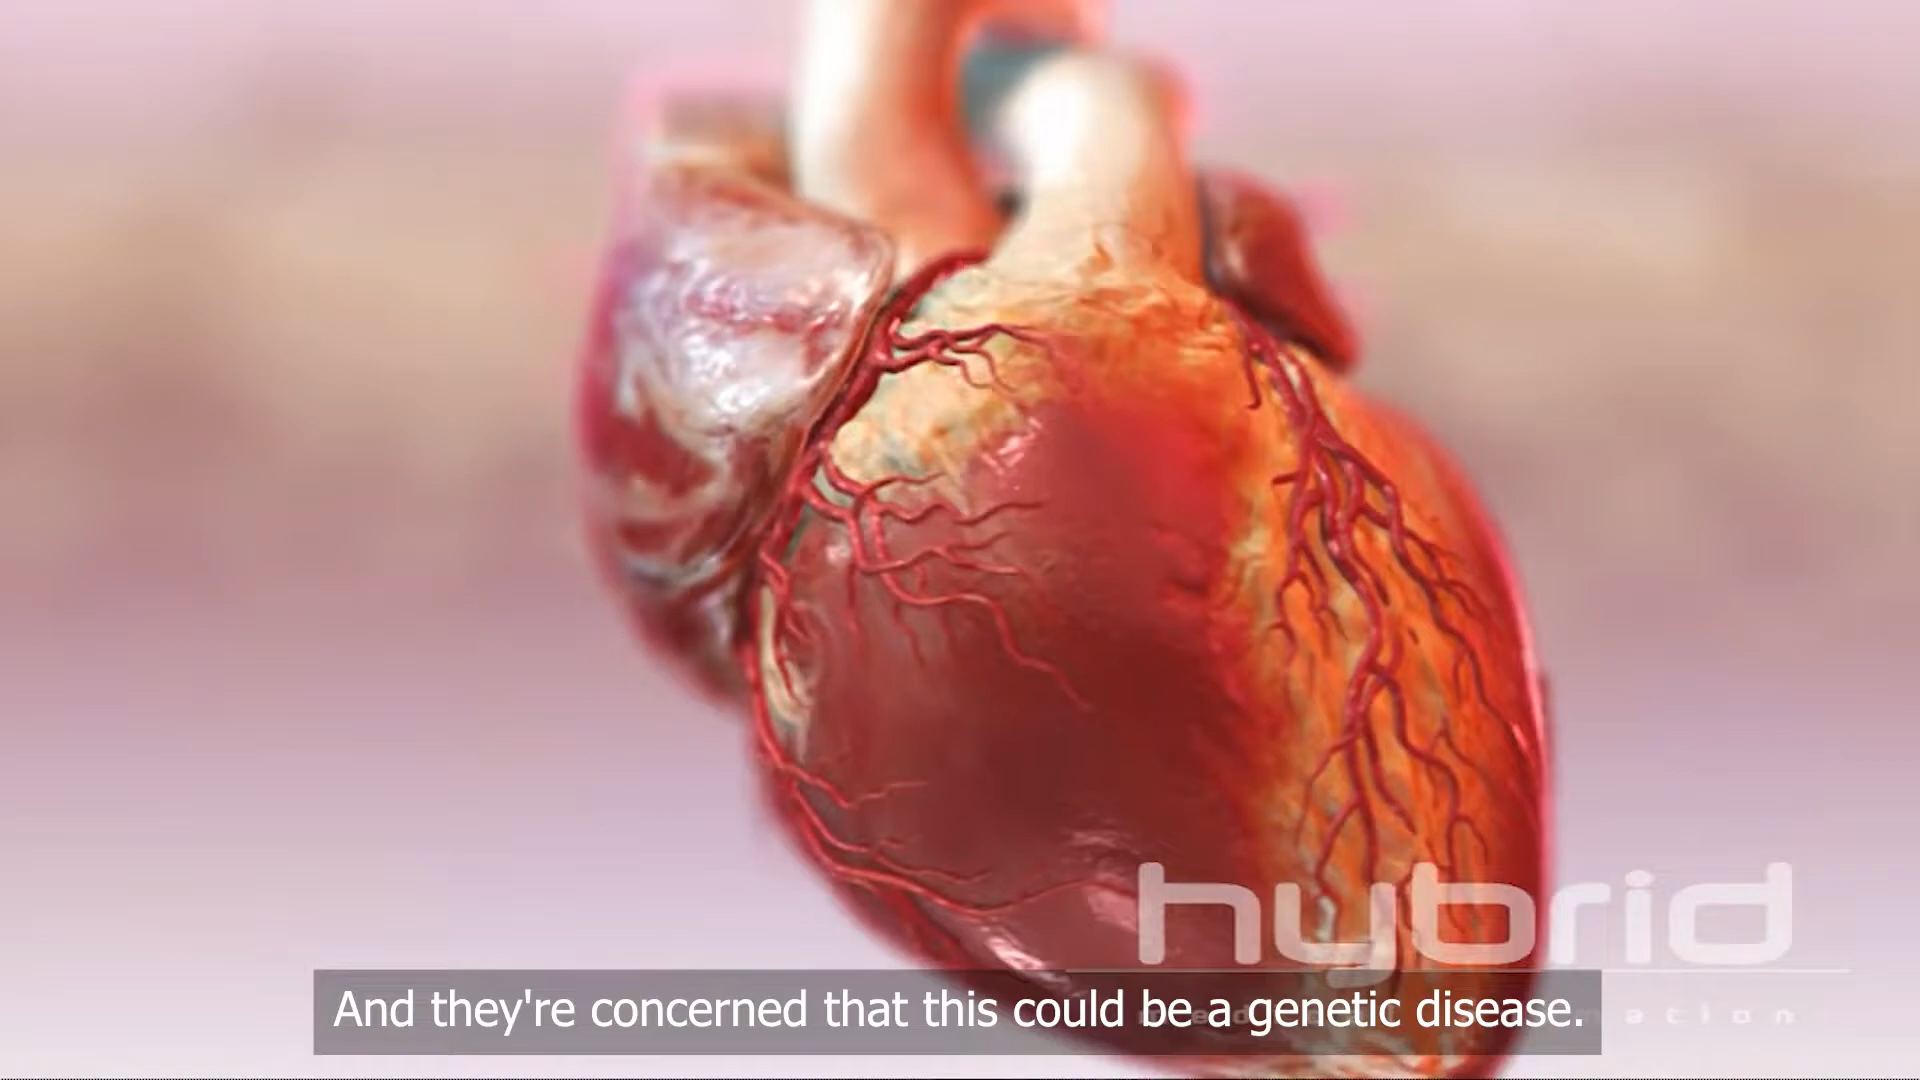 hybrid
And they're concerned that this could be a genetic disease.